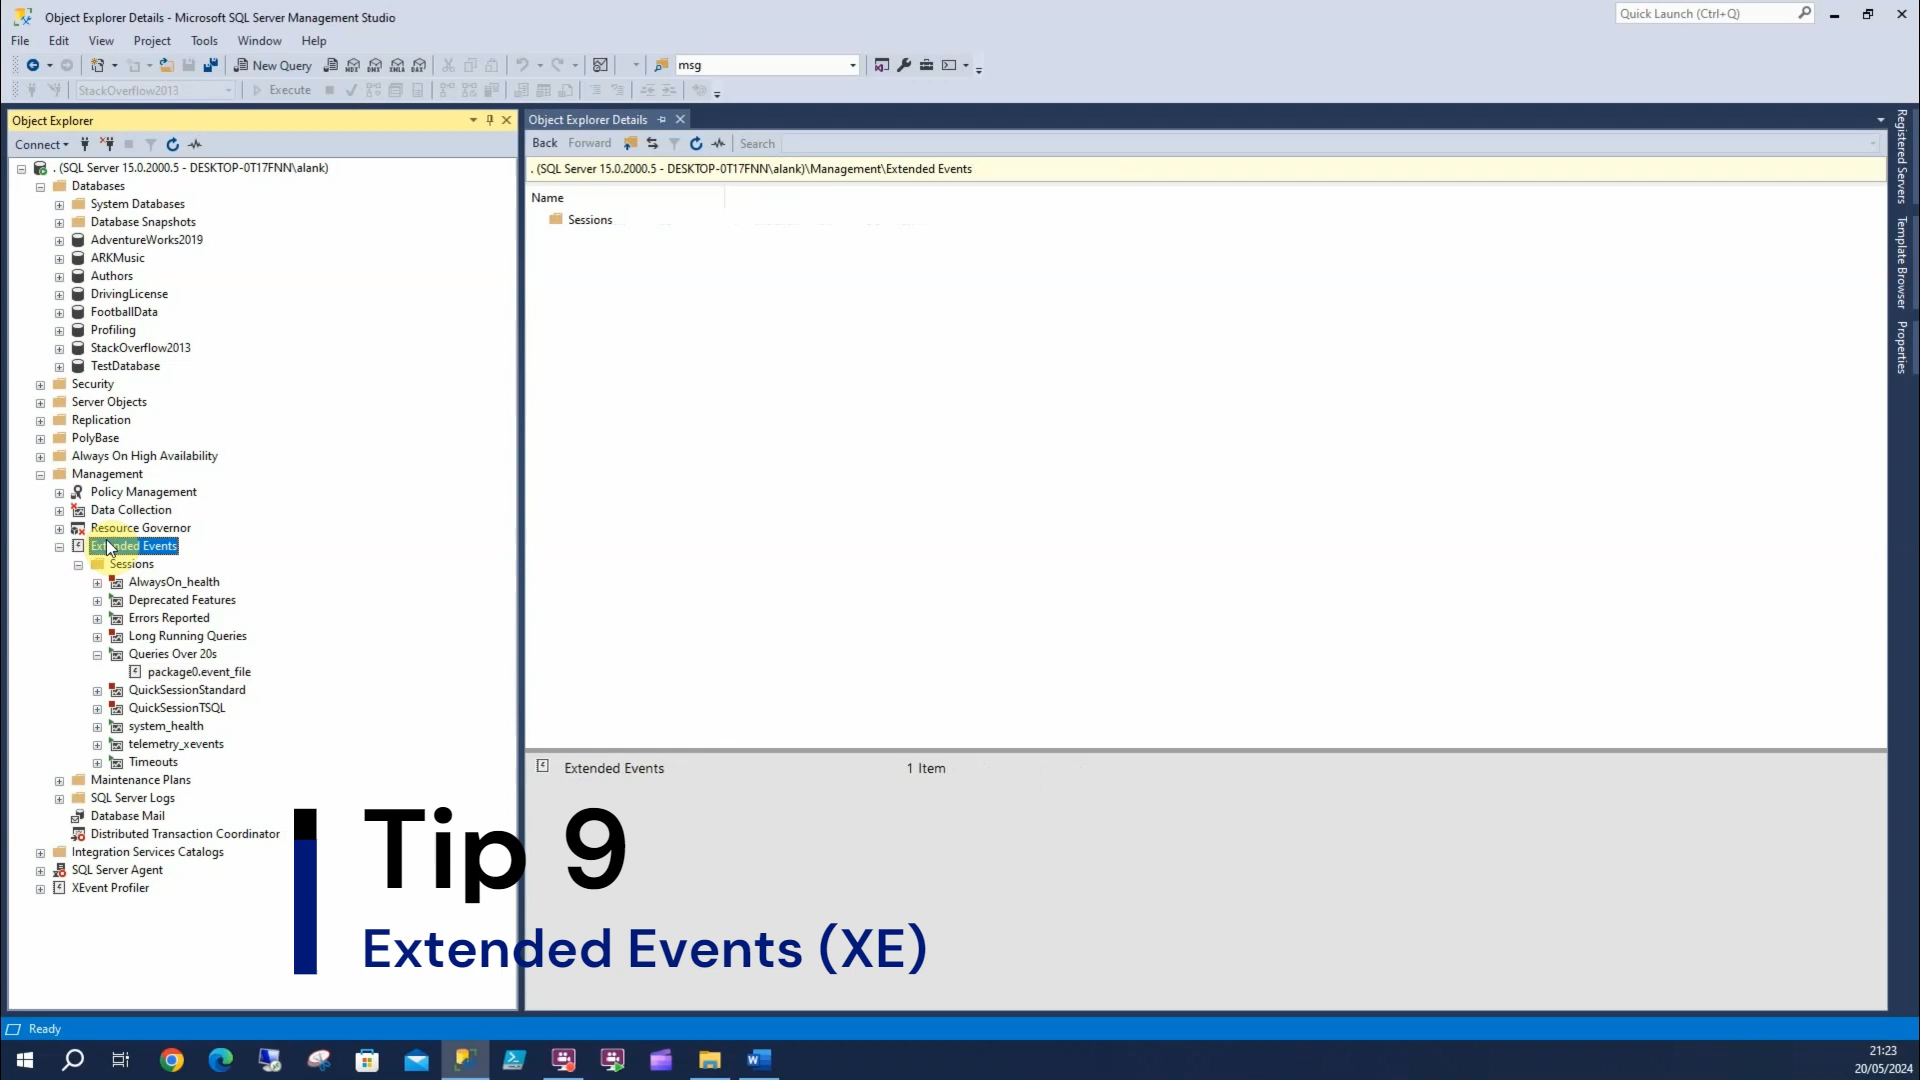 Object Explorer Details - Microsoft SQL Server Management Studio
Quick Launch (Ctrl+Q)
File Edit View Project Tools Window Help
New Query
MDX DMX XMLA DAX
msg
StackOverflow2013
Execute
Object Explorer
Connect
. (SQL Server 15.0.2000.5 - DESKTOP-0T17FNN\alank)
Databases
System Databases
Database Snapshots
AdventureWorks2019
ARKMusic
Authors
DrivingLicense
FootballData
Profiling
StackOverflow2013
TestDatabase
Security
Server Objects
Replication
PolyBase
Always On High Availability
Management
Policy Management
Data Collection
Resource Governor
Extended Events
Sessions
AlwaysOn_health
Deprecated Features
Errors Reported
Long Running Queries
Queries Over 20s
package0.event_file
QuickSessionStandard
QuickSessionTSQL
system_health
telemetry_xevents
Timeouts
Maintenance Plans
SQL Server Logs
Database Mail
Distributed Transaction Coordinator
Integration Services Catalogs
SQL Server Agent
XEvent Profiler
Object Explorer Details
Back Forward Search
. (SQL Server 15.0.2000.5 - DESKTOP-0T17FNN\alank)\Management\Extended Events
Name
Sessions
Extended Events 1 Item
Registered Servers
Template Browser
Properties
Tip 9
Extended Events (XE)
Ready
21:23
20/05/2024